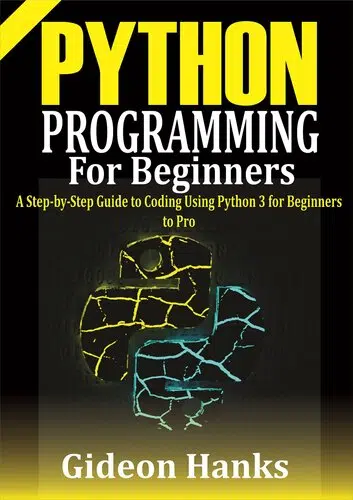 PYTHON
PROGRAMMING
For Beginners
A Step-by-Step Guide to Coding Using Python 3 for Beginners
to Pro
Gideon Hanks